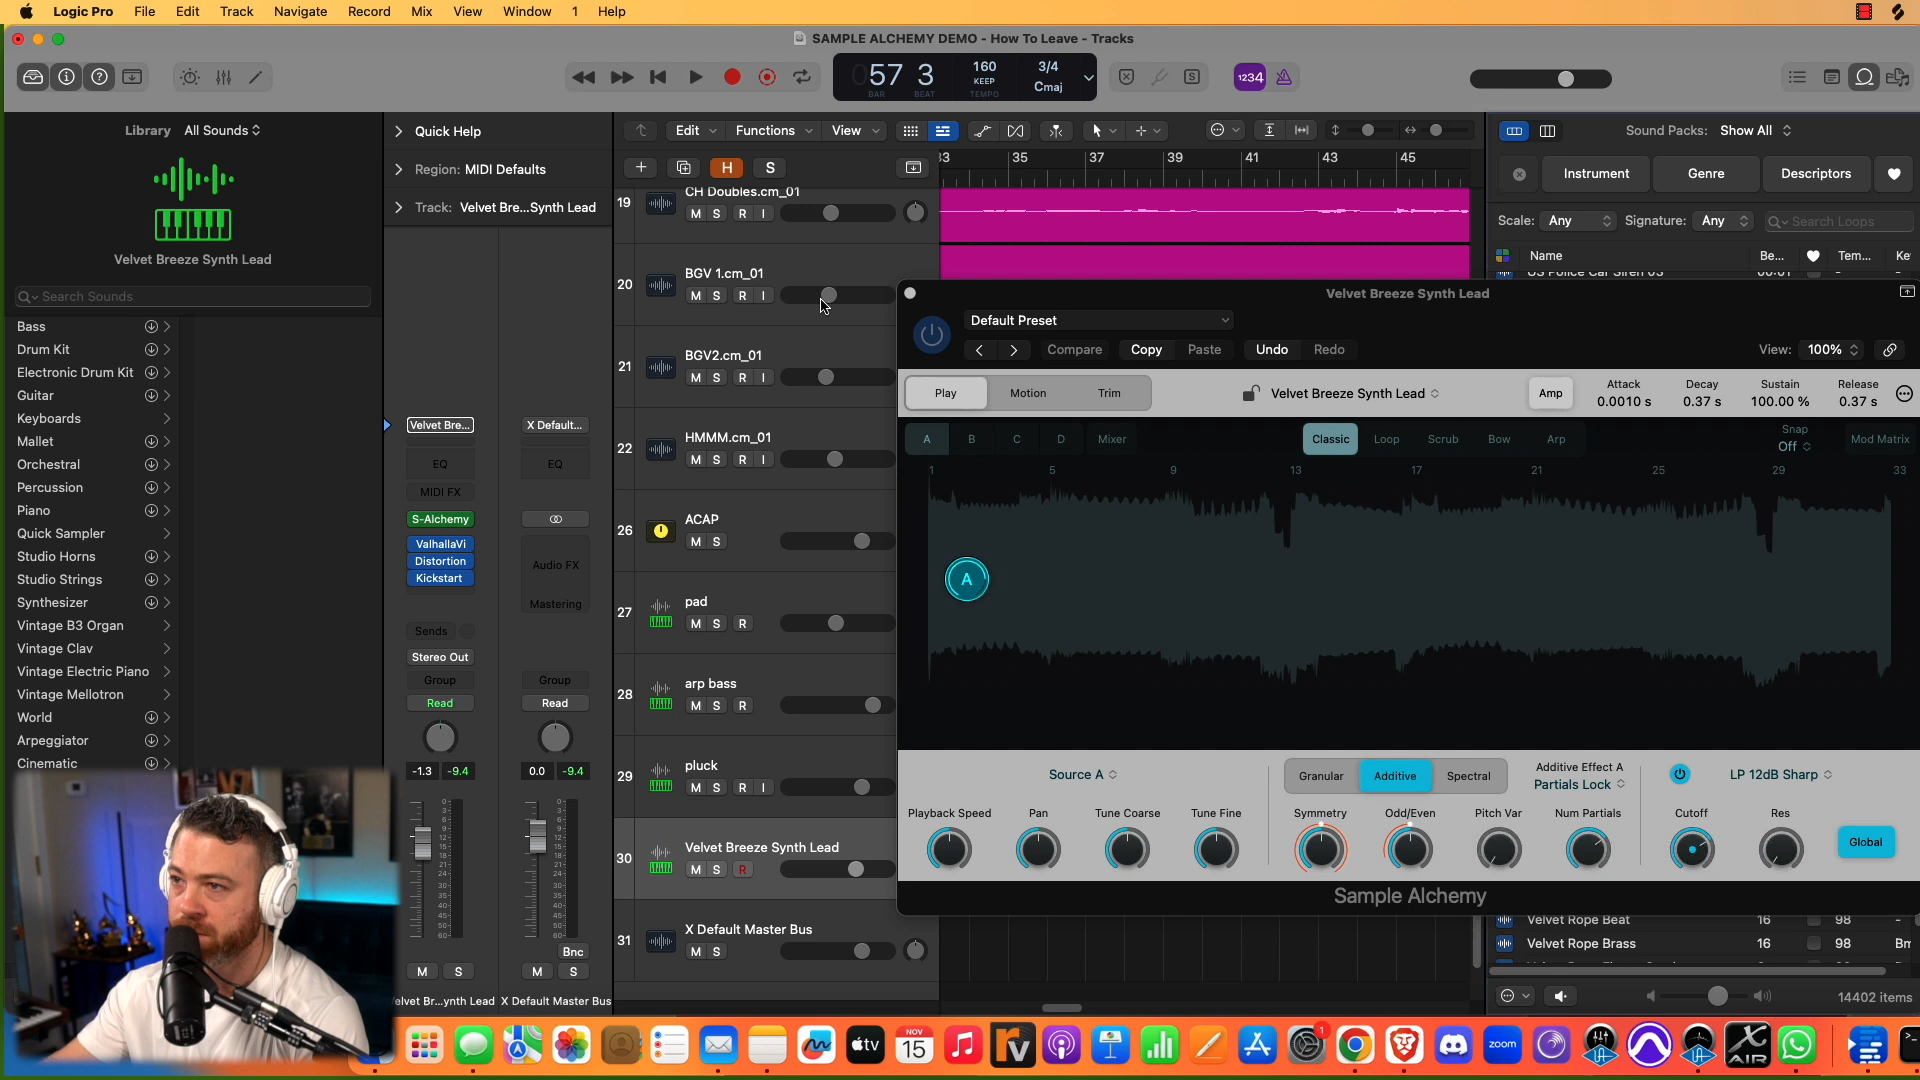 Logic Pro File Edit Track Navigate Record Mix View Window 1 Help
SAMPLE ALCHEMY DEMO - How To Leave - Tracks
57 3 160 KEEP TEMPO 3/4 Cmaj
BAR BEAT
1234
Library All Sounds
Velvet Breeze Synth Lead
Search Sounds
Bass
Drum Kit
Electronic Drum Kit
Guitar
Keyboards
Mallet
Orchestral
Percussion
Piano
Quick Sampler
Studio Horns
Studio Strings
Synthesizer
Vintage B3 Organ
Vintage Clav
Vintage Electric Piano
Vintage Mellotron
World
Arpeggiator
Cinematic
Quick Help
Region: MIDI Defaults
Track: Velvet Bre...Synth Lead
Velvet Bre... X Default...
EQ EQ
MIDI FX
S-Alchemy
ValhallaVi
Distortion Audio FX
Kickstart
Mastering
Sends
Stereo Out
Group Group
Read Read
-1.3 -9.4 0.0 -9.4
Bnc
M S M S
elvet Br...ynth Lead X Default Master Bus
Edit Functions View
H S
33 35 37 39 41 43 45
19 CH Doubles.cm_01
M S R I
20 BGV 1.cm_01
M S R I
21 BGV2.cm_01
M S R I
22 HMMM.cm_01
M S R I
26 ACAP
M S
27 pad
M S R
28 arp bass
M S R
29 pluck
M S R I
30 Velvet Breeze Synth Lead
M S R
31 X Default Master Bus
M S
Sound Packs: Show All
Instrument Genre Descriptors
Scale: Any Signature: Any Search Loops
Name Be... Tem... Ke
US Police Car Siren 05 00:01 -
Velvet Breeze Synth Lead
Default Preset
Compare Copy Paste Undo Redo View: 100%
Play Motion Trim Velvet Breeze Synth Lead Amp
Attack Decay Sustain Release
0.0010 s 0.37 s 100.00 % 0.37 s
A B C D Mixer Classic Loop Scrub Bow Arp Snap Off Mod Matrix
1 5 9 13 17 21 25 29 33
A
Source A Granular Additive Spectral Additive Effect A Partials Lock LP 12dB Sharp
Playback Speed Pan Tune Coarse Tune Fine Symmetry Odd/Even Pitch Var Num Partials Cutoff Res
Global
Sample Alchemy
Velvet Rope Beat 16 98 -
Velvet Rope Brass 16 98 Bm
14402 items
tv NOV 15 1 zoom X AIR